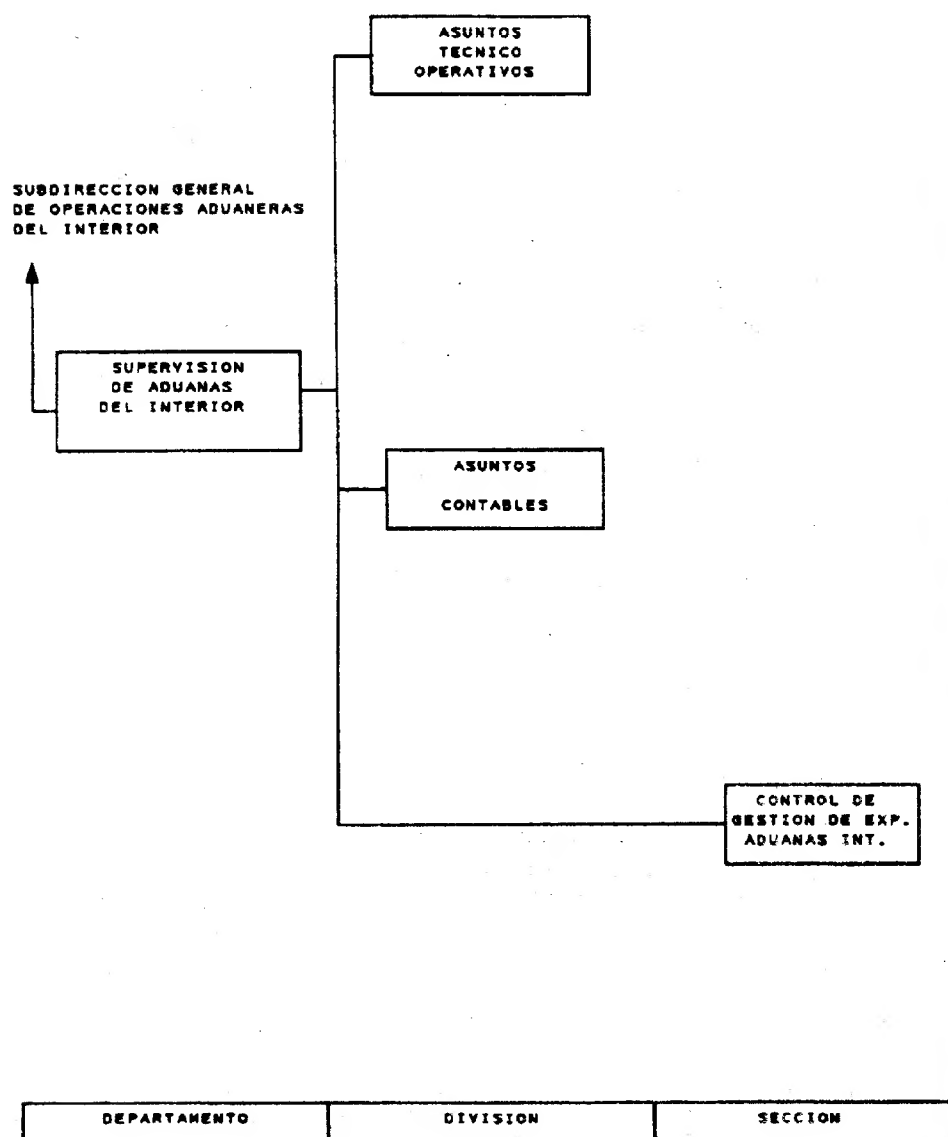 ASUNTOS
TECNICO
OPERATIVOS
SUBDIRECCION GENERAL
DE OPERACIONES ADUANERAS
DEL INTERIOR
SUPERVISION
DE ADUANAS
DEL INTERIOR
ASUNTOS
CONTABLES
CONTROL DE
GESTION DE EXP.
ADUANAS INT.
DEPARTAMENTO
DIVISION
SECCION